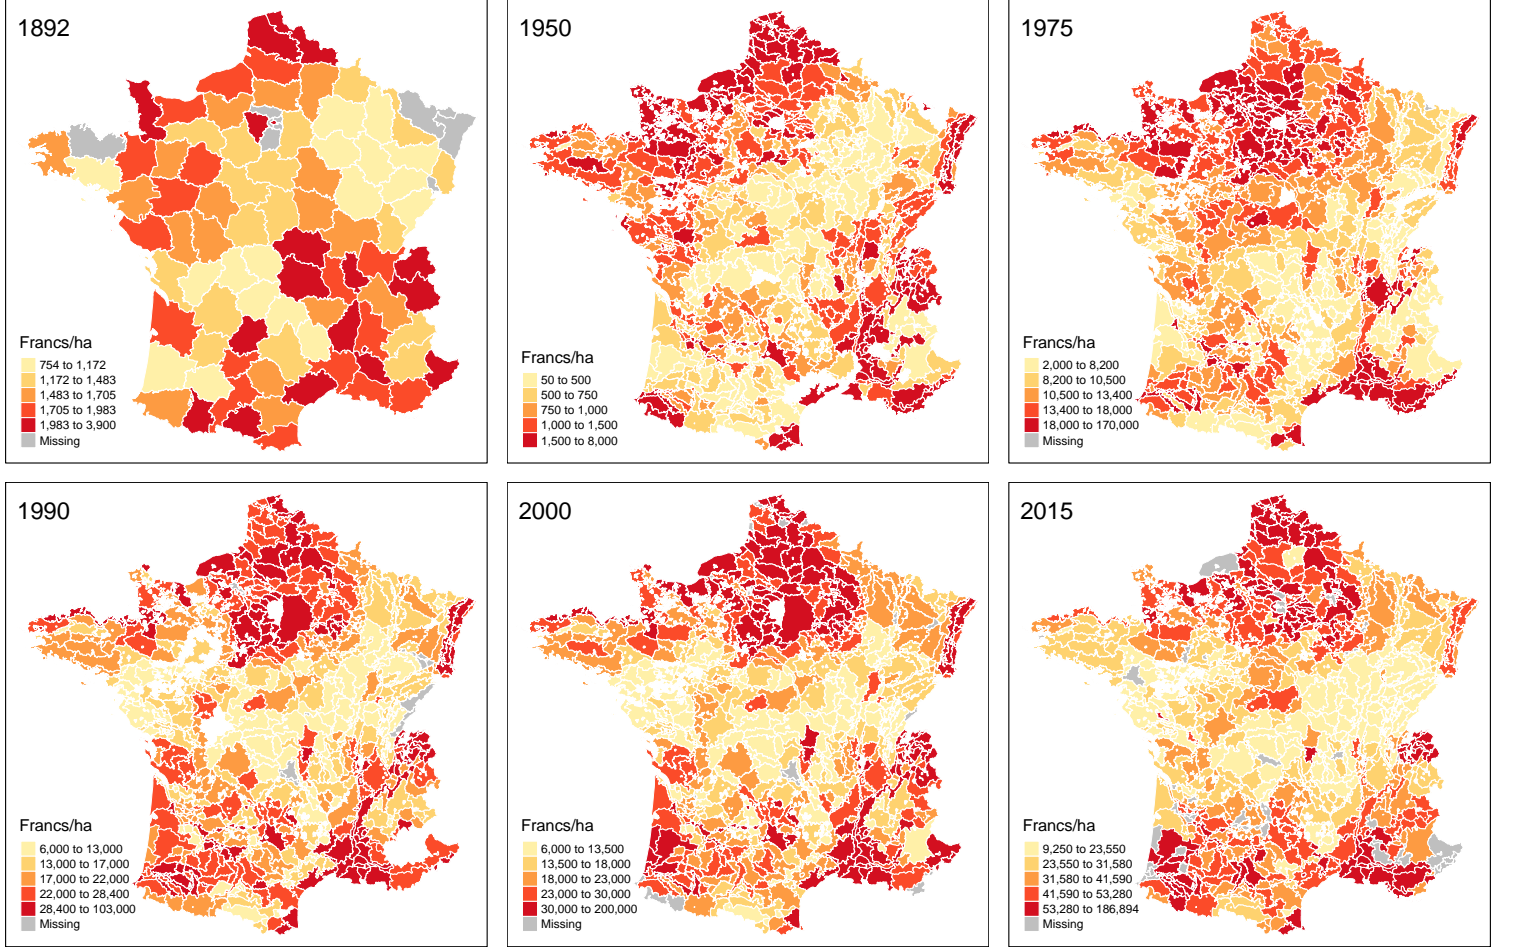 1892
Francs/ha
754 to 1,172
1,172 to 1,483
1,483 to 1,705
1,705 to 1,983
1,983 to 3,900
Missing
1950
Francs/ha
50 to 500
500 to 750
750 to 1,000
1,000 to 1,500
1,500 to 8,000
1975
Francs/ha
2,000 to 8,200
8,200 to 10,500
10,500 to 13,400
13,400 to 18,000
18,000 to 170,000
Missing
1990
Francs/ha
6,000 to 13,000
13,000 to 17,000
17,000 to 22,000
22,000 to 28,400
28,400 to 103,000
Missing
2000
Francs/ha
6,000 to 13,500
13,500 to 18,000
18,000 to 23,000
23,000 to 30,000
30,000 to 200,000
Missing
2015
Francs/ha
9,250 to 23,550
23,550 to 31,580
31,580 to 41,590
41,590 to 53,280
53,280 to 186,894
Missing